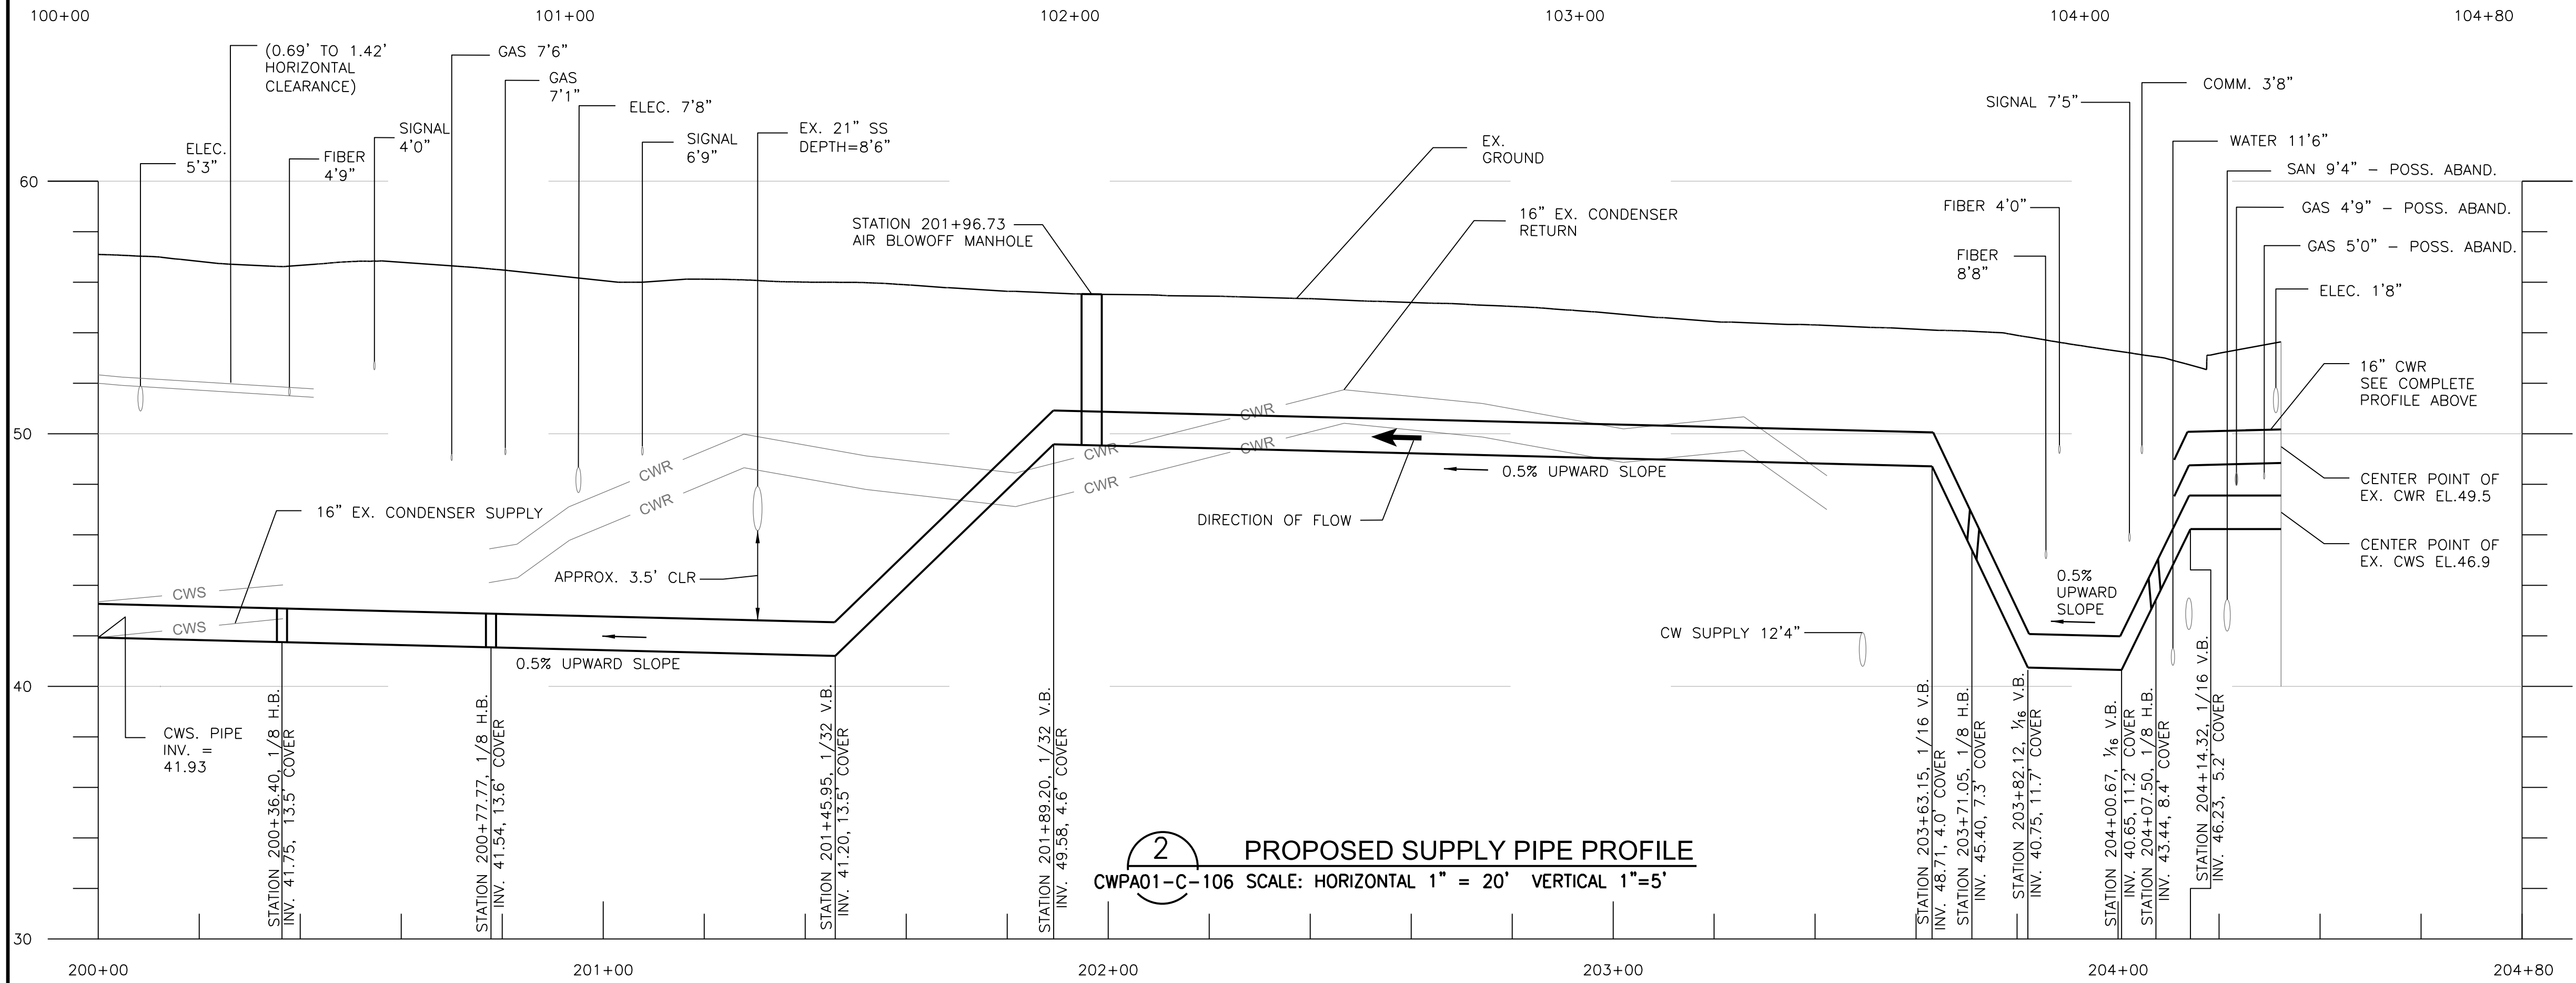 100+00
101+00
102+00
103+00
104+00
104+80
(0.69' TO 1.42'
HORIZONTAL
CLEARANCE)
GAS 7'6"
GAS
7'1"
ELEC. 7'8"
SIGNAL
4'0"
SIGNAL
6'9"
EX. 21" SS
DEPTH=8'6"
ELEC.
5'3"
FIBER
4'9"
EX.
GROUND
SIGNAL 7'5"
COMM. 3'8"
WATER 11'6"
SAN 9'4" – POSS. ABAND.
GAS 4'9" – POSS. ABAND.
GAS 5'0" – POSS. ABAND.
ELEC. 1'8"
FIBER 4'0"
FIBER
8'8"
STATION 201+96.73
AIR BLOWOFF MANHOLE
16" EX. CONDENSER
RETURN
60
50
40
30
16" CWR
SEE COMPLETE
PROFILE ABOVE
CENTER POINT OF
EX. CWR EL.49.5
CENTER POINT OF
EX. CWS EL.46.9
CWR
CWR
CWR
CWR
CWR
CWR
0.5% UPWARD SLOPE
DIRECTION OF FLOW
16" EX. CONDENSER SUPPLY
APPROX. 3.5' CLR
CWS
CWS
0.5% UPWARD SLOPE
0.5%
UPWARD
SLOPE
CW SUPPLY 12'4"
CWS. PIPE
INV. =
41.93
STATION 200+36.40, 1/8 H.B.
INV. 41.75, 13.5' COVER
STATION 200+77.77, 1/8 H.B.
INV. 41.54, 13.6' COVER
STATION 201+45.95, 1/32 V.B.
INV. 41.20, 13.5' COVER
STATION 201+89.20, 1/32 V.B.
INV. 49.58, 4.6' COVER
STATION 203+63.15, 1/16 V.B.
INV. 48.71, 4.0' COVER
STATION 203+71.05, 1/8 H.B.
INV. 45.40, 7.3' COVER
STATION 203+82.12, 1/16 V.B.
INV. 40.75, 11.7' COVER
STATION 204+00.67, 1/16 V.B.
INV. 40.65, 11.2' COVER
STATION 204+07.50, 1/8 H.B.
INV. 43.44, 8.4' COVER
STATION 204+14.32, 1/16 V.B.
INV. 46.23, 5.2' COVER
2
PROPOSED SUPPLY PIPE PROFILE
CWPA01-C-106 SCALE: HORIZONTAL 1" = 20' VERTICAL 1"=5'
200+00
201+00
202+00
203+00
204+00
204+80